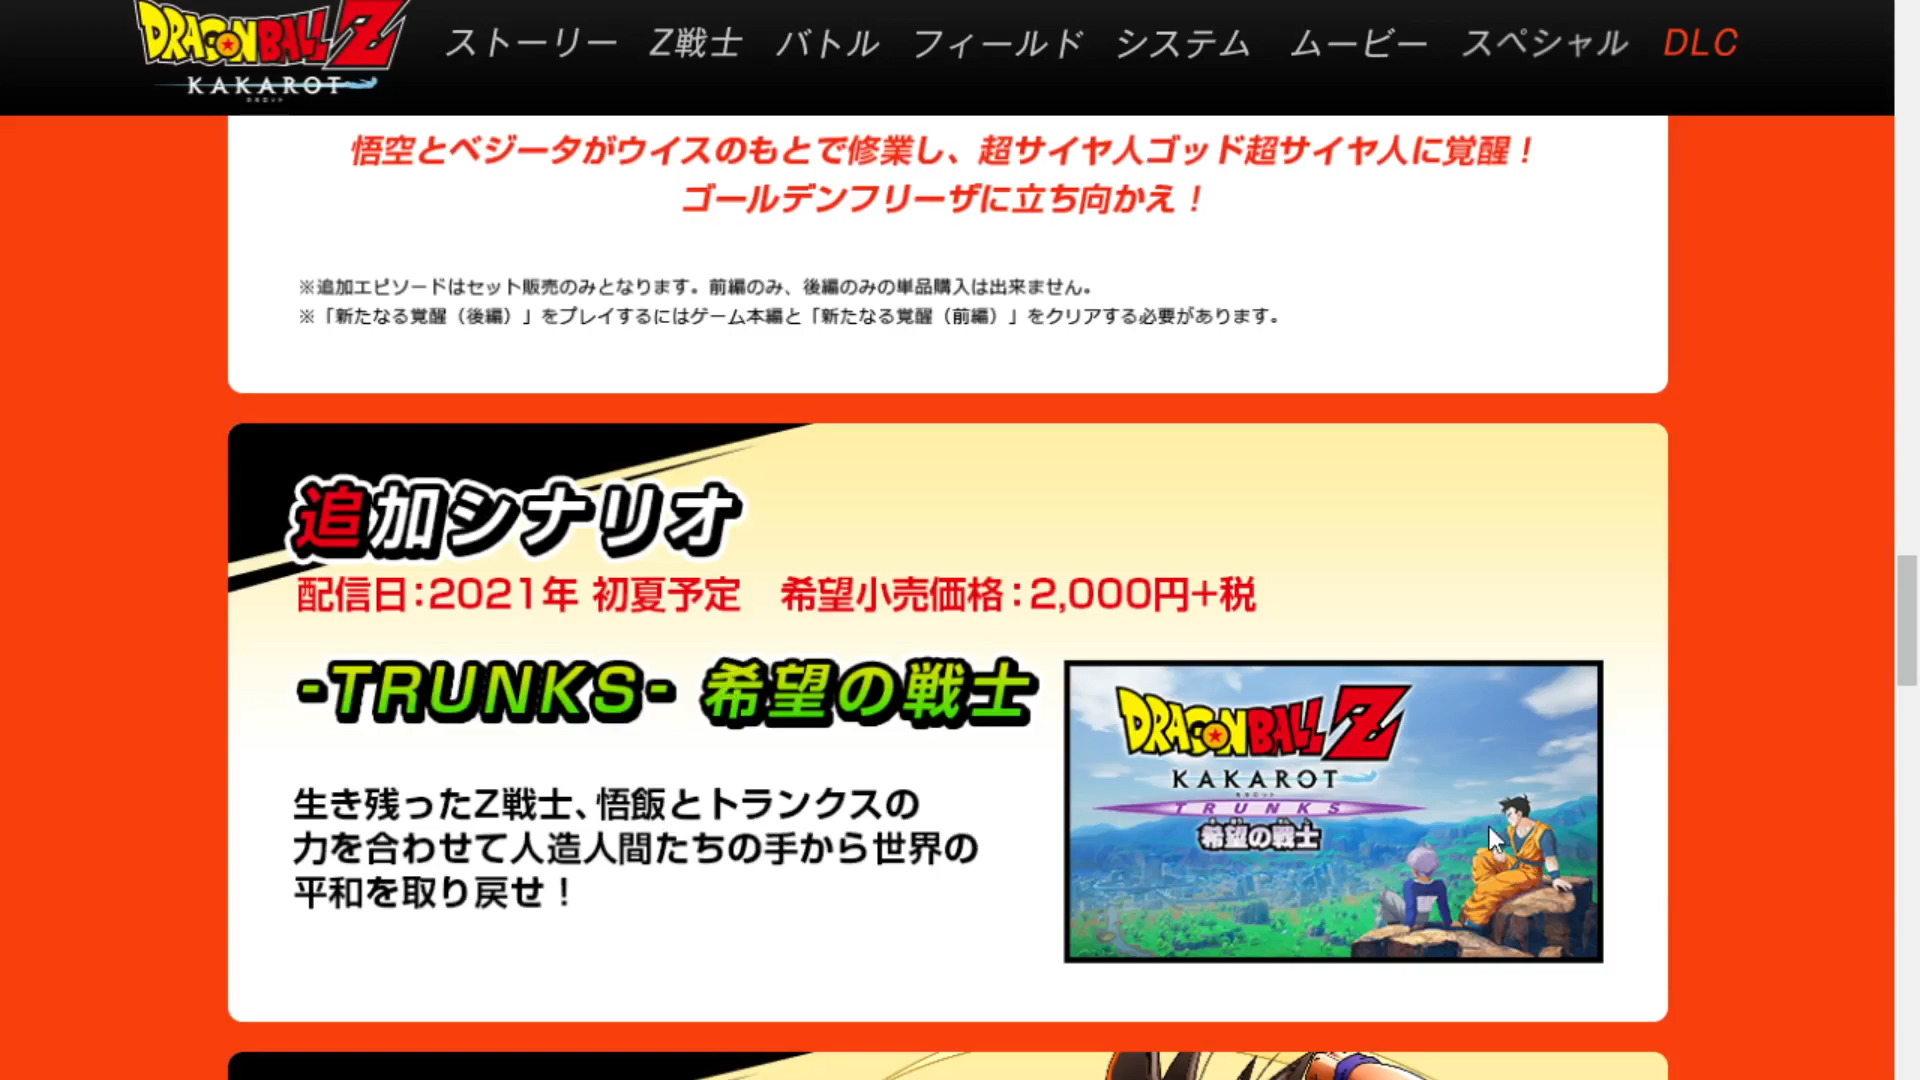 DRAGON BALL Z
KAKAROT
カカロット
ストーリー Z戦士 バトル フィールド システム ムービー スペシャル DLC
悟空とベジータがウイスのもとで修業し、超サイヤ人ゴッド超サイヤ人に覚醒！
ゴールデンフリーザに立ち向かえ！
※追加エピソードはセット販売のみとなります。前編のみ、後編のみの単品購入は出来ません。
※「新たなる覚醒（後編）」をプレイするにはゲーム本編と「新たなる覚醒（前編）」をクリアする必要があります。
追加シナリオ
配信日：2021年 初夏予定　希望小売価格：2,000円+税
-TRUNKS- 希望の戦士
生き残ったZ戦士、悟飯とトランクスの
力を合わせて人造人間たちの手から世界の
平和を取り戻せ！
DRAGON BALL Z
KAKAROT
カカロット
TRUNKS
希望の戦士